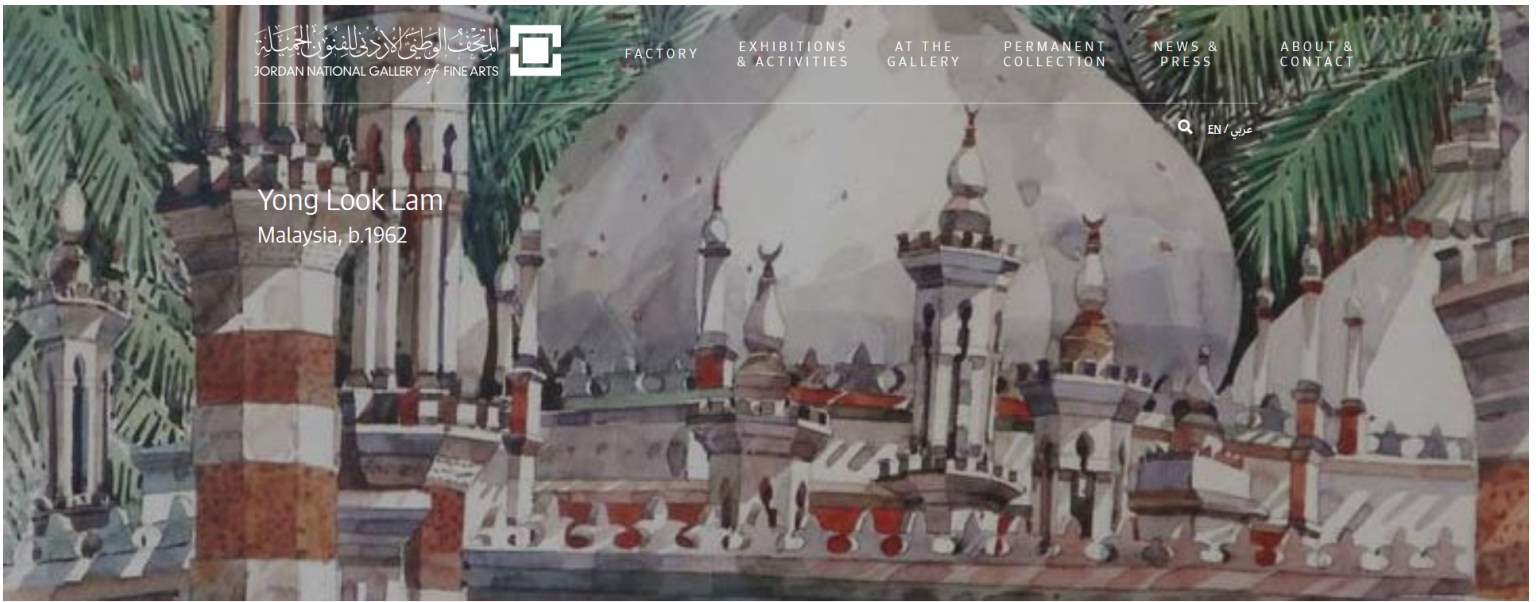 المتحف الوطني الأردني للفنون الجميلة
JORDAN NATIONAL GALLERY of FINE ARTS
FACTORY
EXHIBITIONS
& ACTIVITIES
AT THE
GALLERY
PERMANENT
COLLECTION
NEWS &
PRESS
ABOUT &
CONTACT
EN / عربي
Yong Look Lam
Malaysia, b.1962